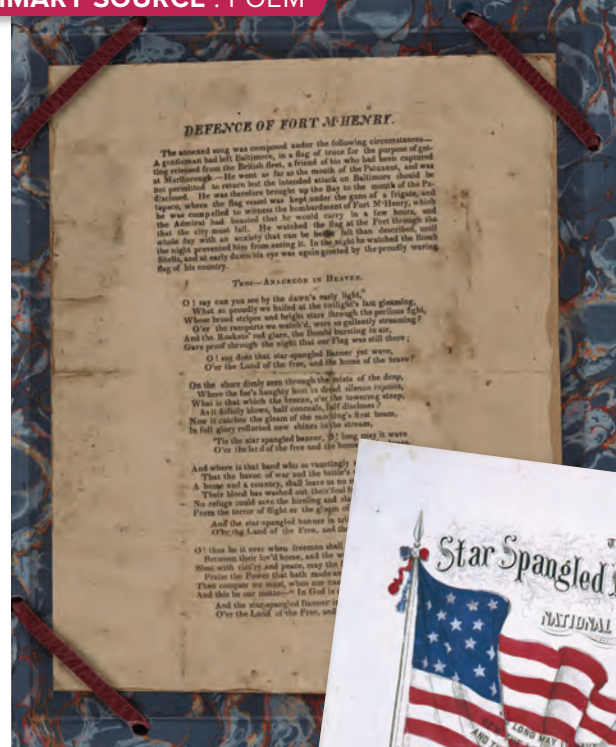 MARY SOURCE : POEM
DEFENCE OF FORT M'HENRY.
The annexed song was composed under the following circumstances—
A gentleman had left Baltimore, in a flag of truce for the purpose of get-
ting released from the British fleet, a friend of his who had been captured
at Marlborough.—He went as far as the mouth of the Patuxent, and was
not permitted to return lest the intended attack on Baltimore should be
disclosed. He was therefore brought up the Bay to the mouth of the Pa-
tapsco, where the flag vessel was kept under the guns of a frigate, and
he was compelled to witness the bombardment of Fort M'Henry, which
the Admiral had boasted that he would carry in a few hours, and
that the city must fall. He watched the flag at the Fort through the
whole day with an anxiety that can be better felt than described, until
the night prevented him from seeing it. In the night he watched the Bomb
Shells, and at early dawn his eye was again greeted by the proudly waving
flag of his country.
Tune—ANACREON IN HEAVEN.
O! say can you see by the dawn's early light,
What so proudly we hailed at the twilight's last gleaming,
Whose broad stripes and bright stars through the perilous fight,
O'er the ramparts we watch'd, were so gallantly streaming?
And the Rockets' red glare, the Bombs bursting in air,
Gave proof through the night that our Flag was still there;
O! say does that star-spangled Banner yet wave,
O'er the Land of the free, and the home of the brave?
On the shore dimly seen through the mists of the deep,
Where the foe's haughty host in dread silence reposes,
What is that which the breeze, o'er the towering steep,
As it fitfully blows, half conceals, half discloses?
Now it catches the gleam of the morning's first beam,
In full glory reflected new shines in the stream,
'Tis the star spangled banner, O! long may it wave
O'er the land of the free and the home
And where is that band who so vauntingly
That the havoc of war and the battle's
A home and a country, shall leave us no
Their blood has washed out their foul
No refuge could save the hireling and
From the terror of flight or the gloom of
And the star-spangled banner in
O'er the Land of the Free, and
O! thus be it ever when freemen shall
Between their lov'd home, and the
Blest with vict'ry and peace, may the
Praise the Power that hath made
Then conquer we must, when our
And this be our motto—"In God is
And the star-spangled Banner in
O'er the Land of the Free, and
Star Spangled
NATIONAL
LONG MAY